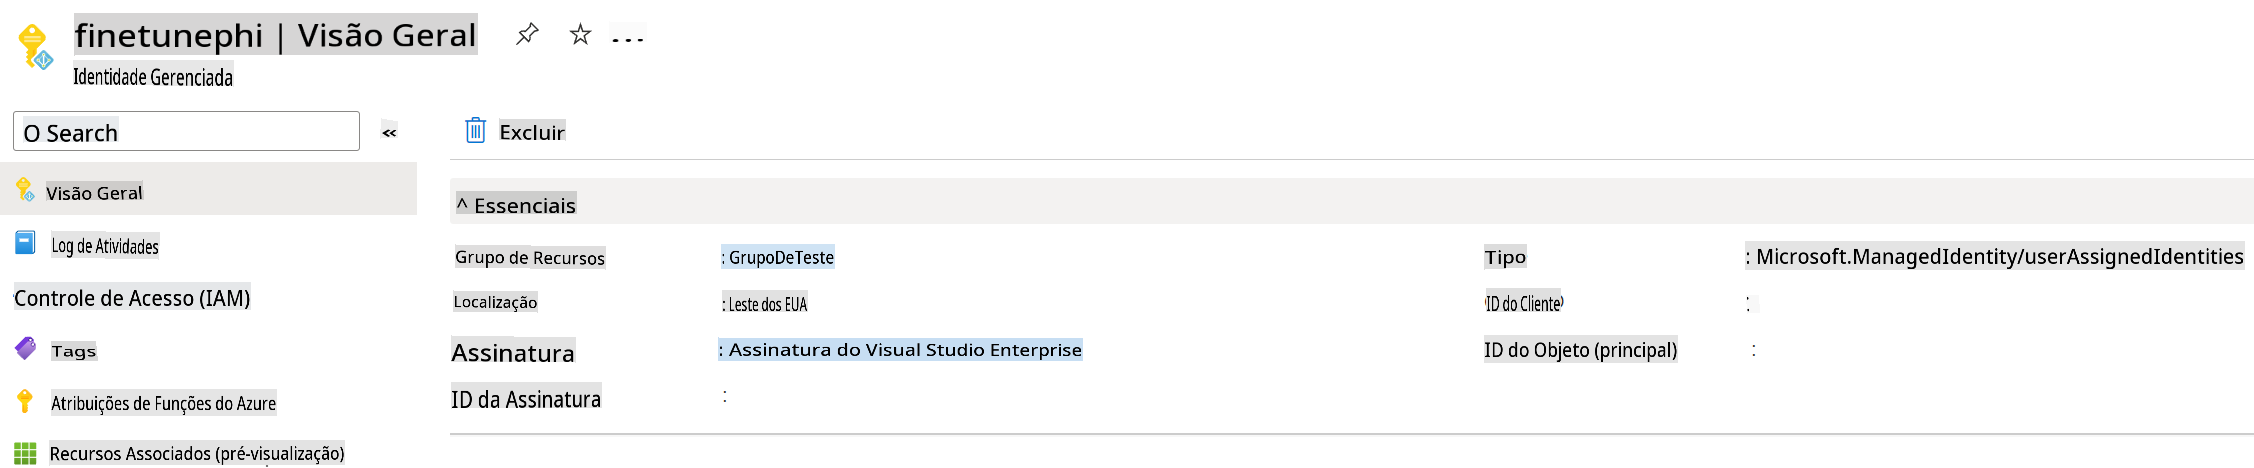 finetunephi | Visão Geral
...
Identidade Gerenciada
O Search
«
Excluir
Visão Geral
Log de Atividades
Controle de Acesso (IAM)
Tags
Atribuições de Funções do Azure
Recursos Associados (pré-visualização)
^ Essenciais
Grupo de Recursos : GrupoDeTeste
Localização : Leste dos EUA
Assinatura : Assinatura do Visual Studio Enterprise
ID da Assinatura :
Tipo : Microsoft.ManagedIdentity/userAssignedIdentities
ID do Cliente :
ID do Objeto (principal) :